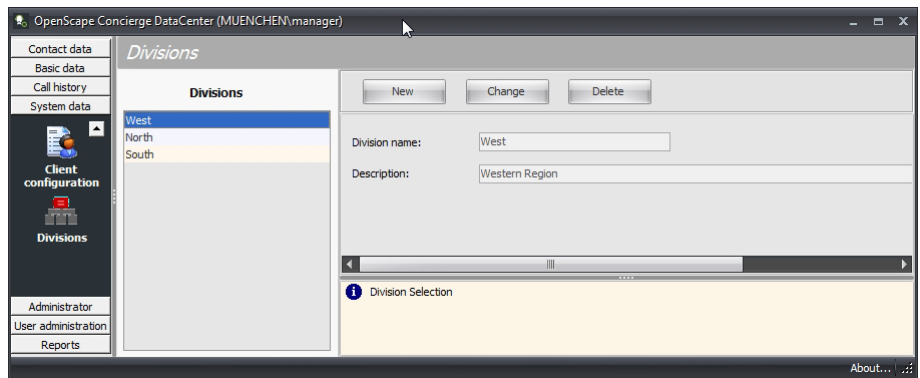 OpenScape Concierge DataCenter (MUENCHEN\manager)
Contact data
Basic data
Call history
System data
Client configuration
Divisions
Administrator
User administration
Reports
Divisions
Divisions
West
North
South
New Change Delete
Division name: West
Description: Western Region
Division Selection
About...